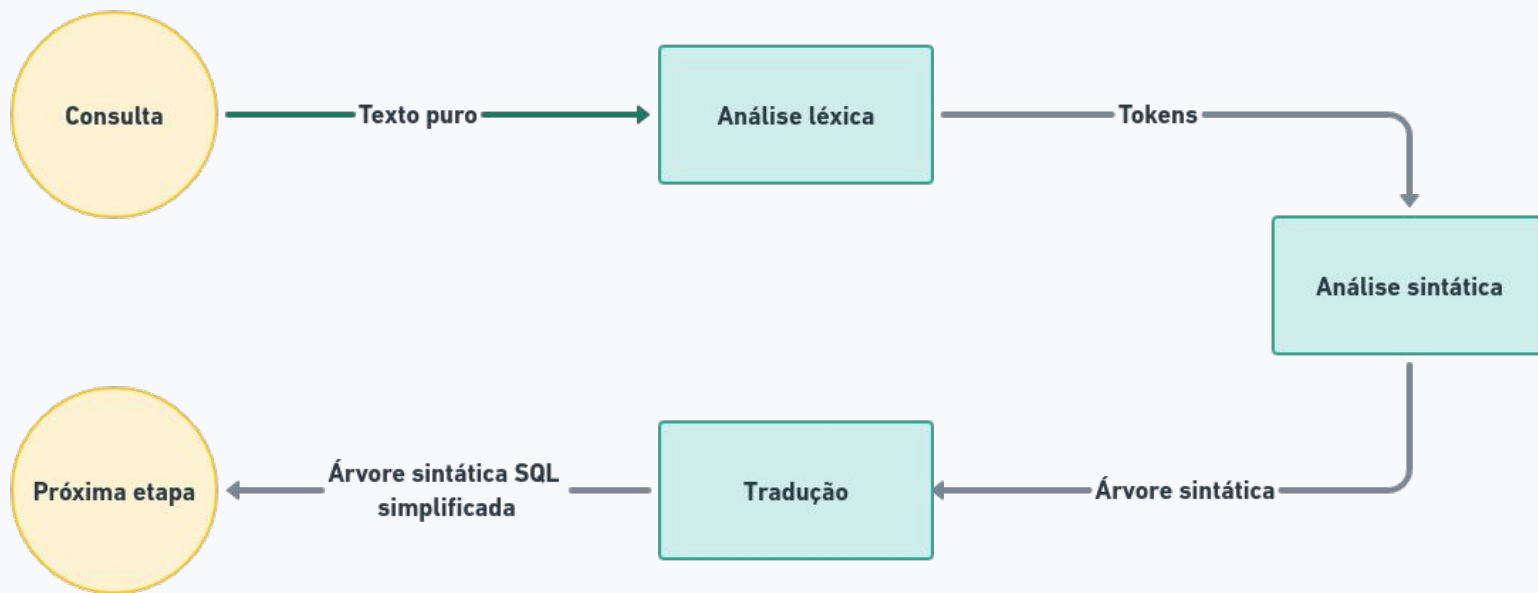 Consulta
Texto puro
Análise léxica
Tokens
Análise sintática
Árvore sintática
Tradução
Árvore sintática SQL
simplificada
Próxima etapa